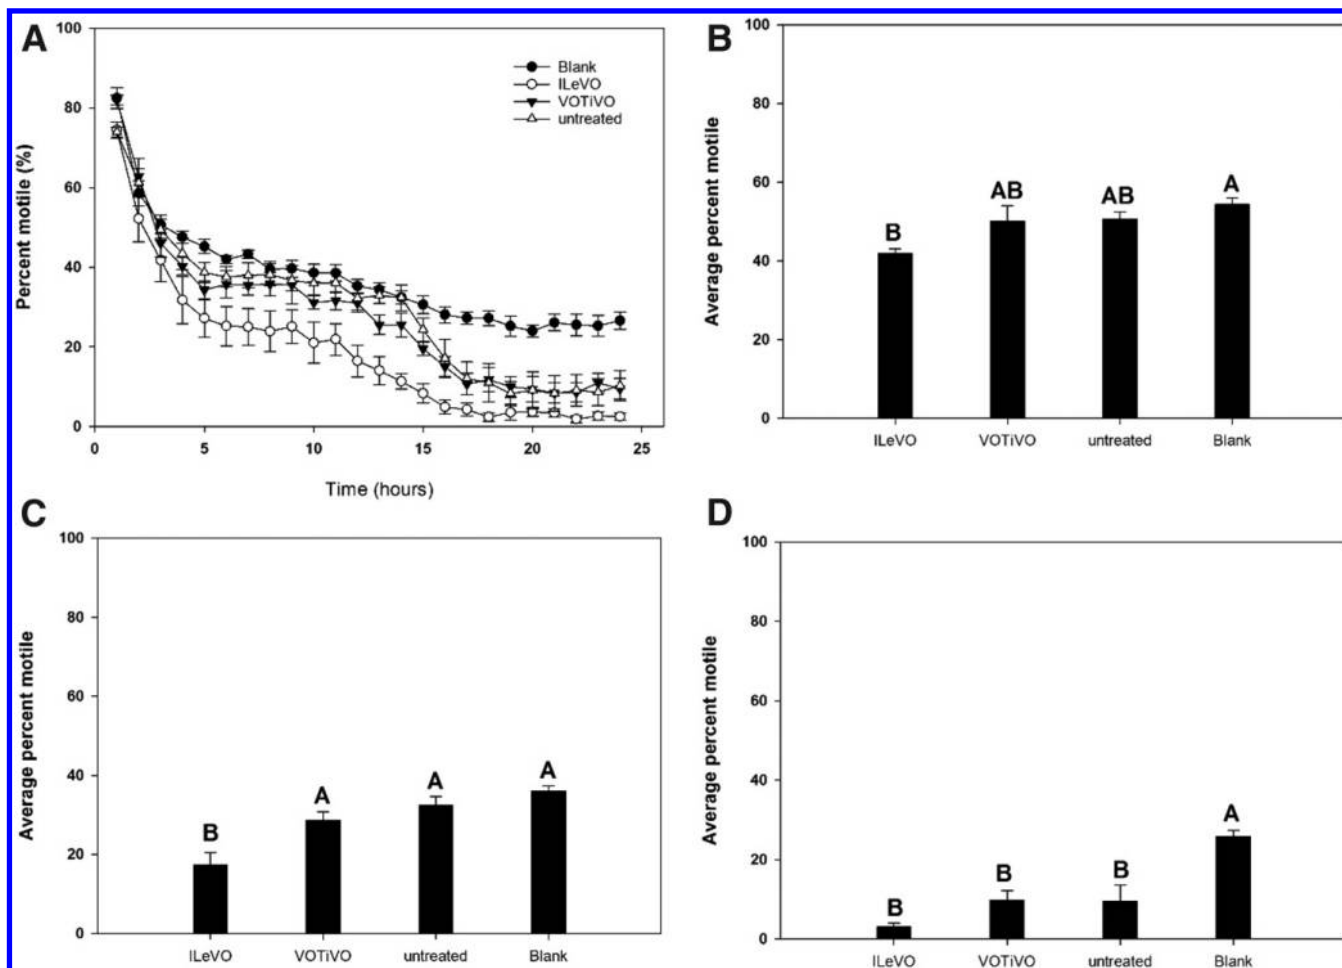 A
Percent motile (%)
100
80
60
40
20
0
0 5 10 15 20 25
Time (hours)
Blank
ILeVO
VOTiVO
untreated
B
Average percent motile
100
80
60
40
20
0
B AB AB A
ILeVO VOTiVO untreated Blank
C
Average percent motile
100
80
60
40
20
0
B A A A
ILeVO VOTiVO untreated Blank
D
Average percent motile
100
80
60
40
20
0
B B B A
ILeVO VOTiVO untreated Blank